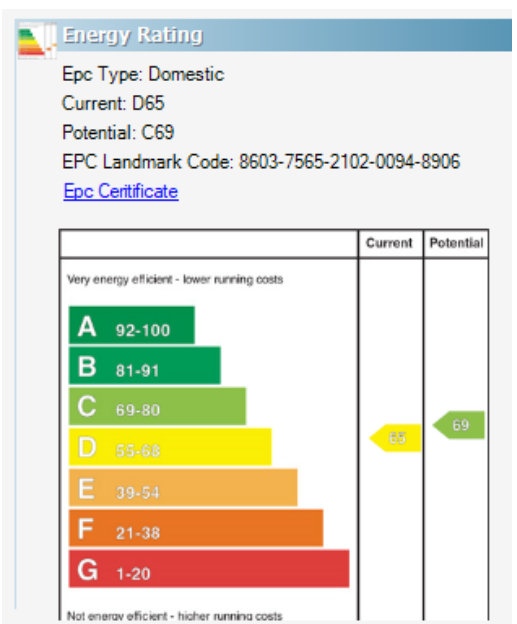 Energy Rating
Epc Type: Domestic
Current: D65
Potential: C69
EPC Landmark Code: 8603-7565-2102-0094-8906
Epc Ceritificate
Current Potential
Very energy efficient - lower running costs
A 92-100
B 81-91
C 69-80
D 55-68
E 39-54
F 21-38
G 1-20
65
69
Not energy efficient - higher running costs